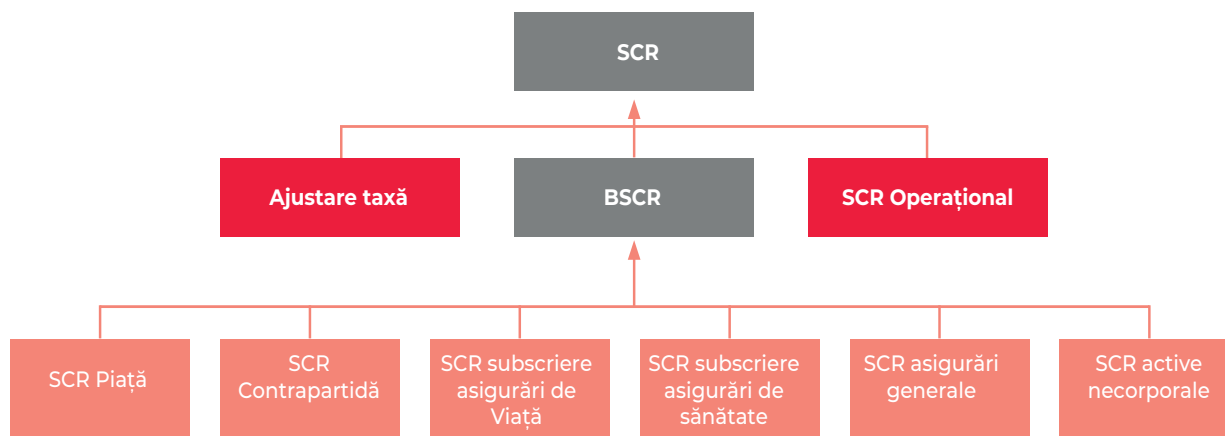 SCR
Ajustare taxă
BSCR
SCR Operațional
SCR Piață
SCR
Contrapartidă
SCR subscriere
asigurări de
Viață
SCR subscriere
asigurări de
sănătate
SCR asigurări
generale
SCR active
necorporale